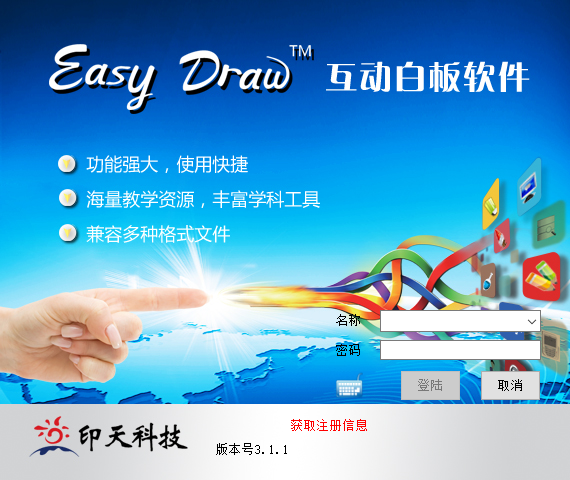 Easy Draw™ 互动白板软件
功能强大，使用快捷
海量教学资源，丰富学科工具
兼容多种格式文件
名称
密码
登陆 取消
获取注册信息
印天科技
版本号3.1.1